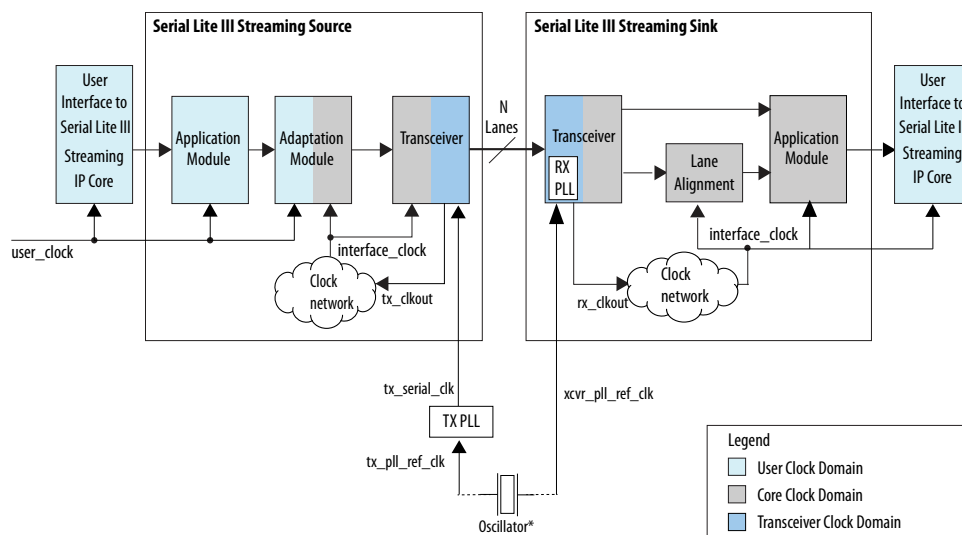 Serial Lite III Streaming Source
Serial Lite III Streaming Sink
User
Interface to
Serial Lite III
Streaming
IP Core
Application
Module
Adaptation
Module
Transceiver
N
Lanes
Transceiver
RX
PLL
Lane
Alignment
Application
Module
User
Interface to
Serial Lite I
Streaming
IP Core
user_clock
interface_clock
Clock
network
tx_clkout
rx_clkout
Clock
network
interface_clock
tx_serial_clk
xcvr_pll_ref_clk
TX PLL
tx_pll_ref_clk
Oscillator*
Legend
User Clock Domain
Core Clock Domain
Transceiver Clock Domain